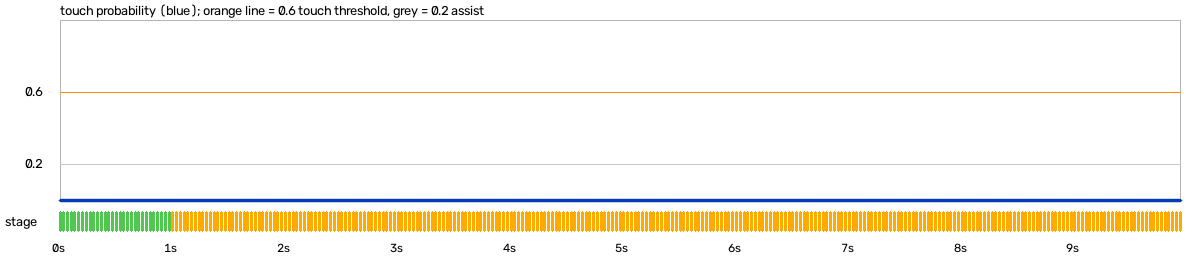 touch probability (blue); orange line = 0.6 touch threshold, grey = 0.2 assist
0.6
0.2
stage
0s 1s 2s 3s 4s 5s 6s 7s 8s 9s